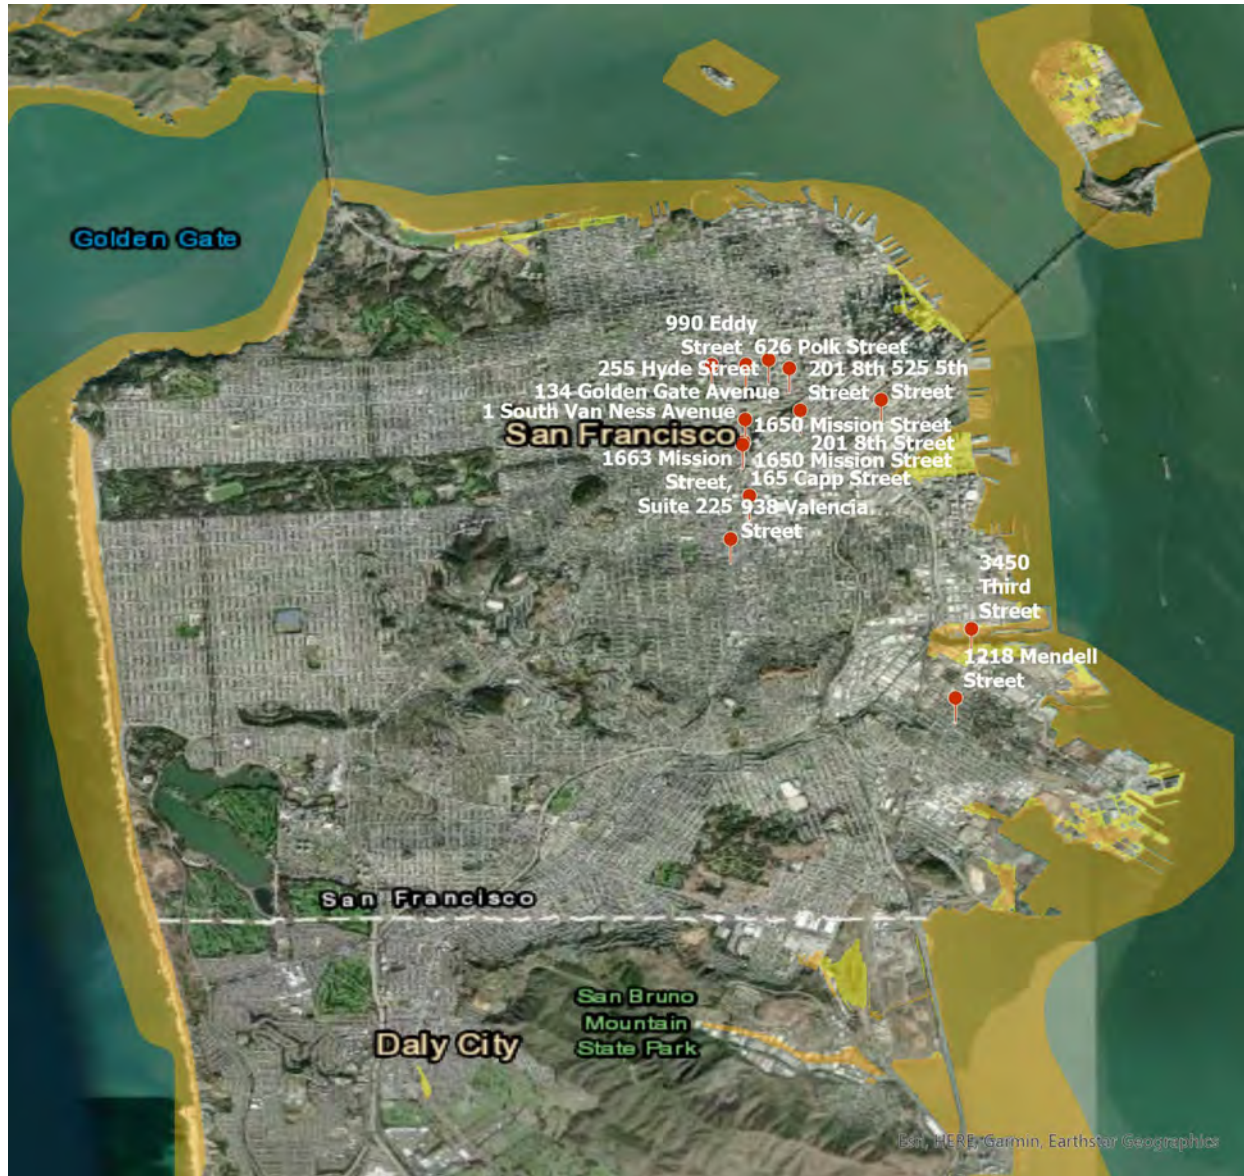 Golden Gate
990 Eddy
Street
626 Polk Street
255 Hyde Street
201 8th
Street
525 5th
Street
134 Golden Gate Avenue
1 South Van Ness Avenue
1650 Mission Street
San Francisco
201 8th Street
1663 Mission
Street,
Suite 225
1650 Mission Street
165 Capp Street
938 Valencia
Street
3450
Third
Street
1218 Mendell
Street
San Francisco
San Bruno
Mountain
State Park
Daly City
Esri, HERE, Garmin, Earthstar Geographics